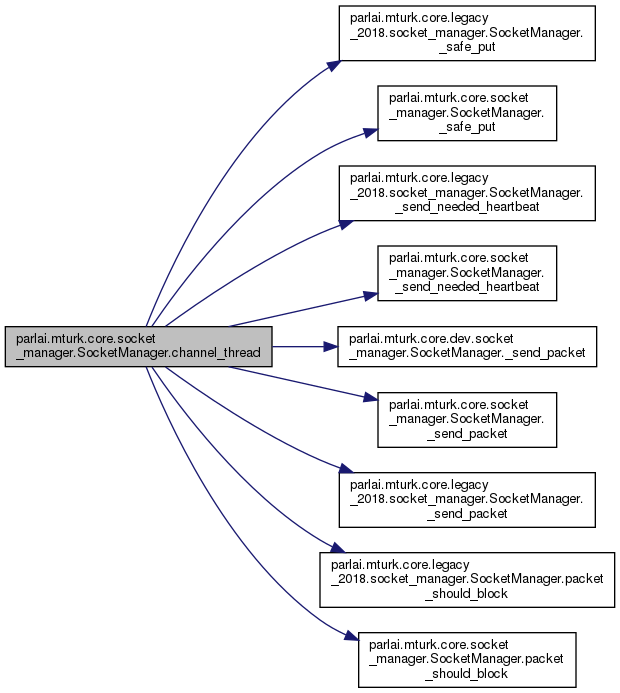 parlai.mturk.core.legacy
_2018.socket_manager.SocketManager.
_safe_put
parlai.mturk.core.socket
_manager.SocketManager.
_safe_put
parlai.mturk.core.legacy
_2018.socket_manager.SocketManager.
_send_needed_heartbeat
parlai.mturk.core.socket
_manager.SocketManager.
_send_needed_heartbeat
parlai.mturk.core.socket
_manager.SocketManager.channel_thread
parlai.mturk.core.dev.socket
_manager.SocketManager._send_packet
parlai.mturk.core.socket
_manager.SocketManager.
_send_packet
parlai.mturk.core.legacy
_2018.socket_manager.SocketManager.
_send_packet
parlai.mturk.core.legacy
_2018.socket_manager.SocketManager.packet
_should_block
parlai.mturk.core.socket
_manager.SocketManager.packet
_should_block